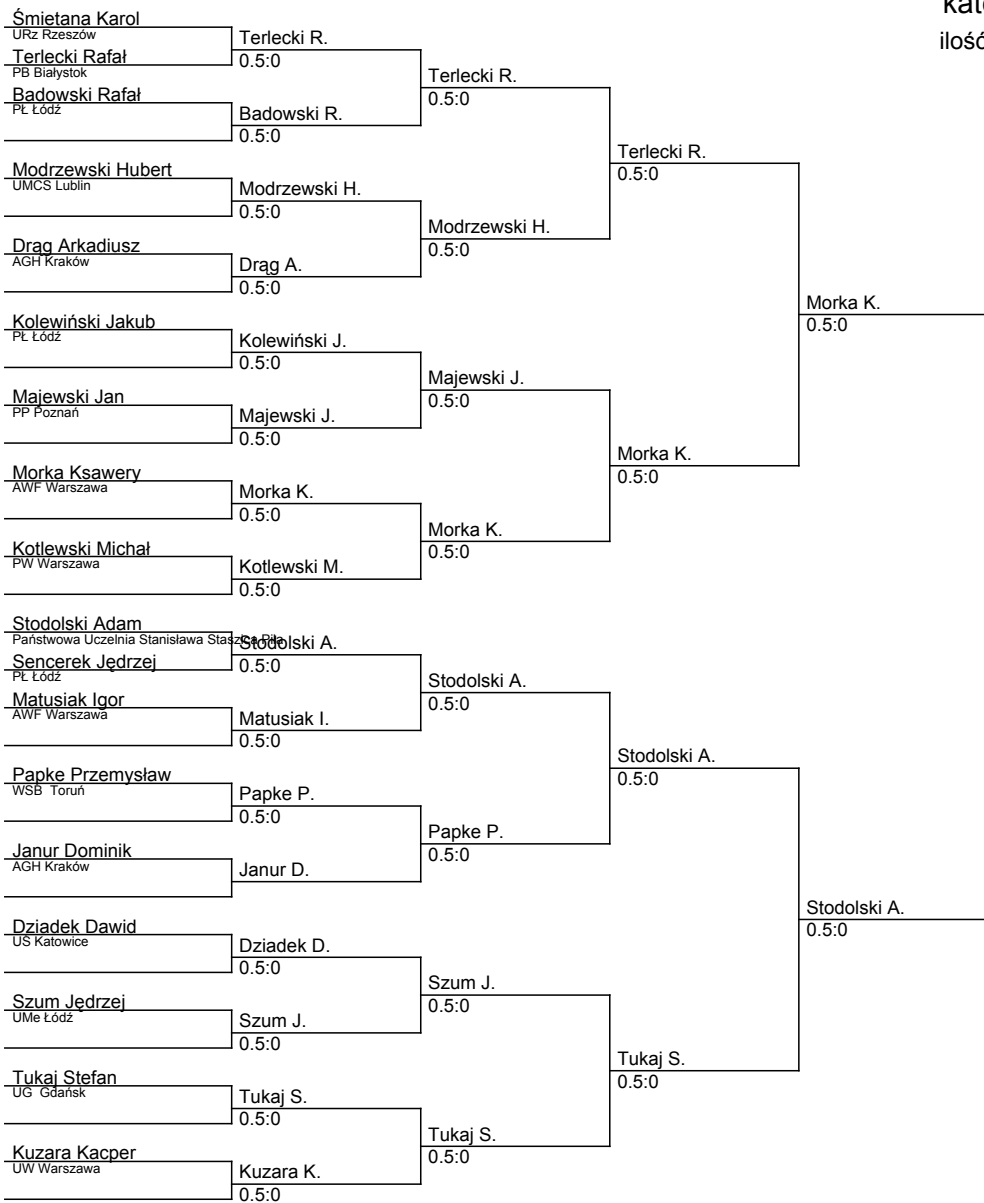 kat
ilość
Śmietana Karol
URz Rzeszów
Terlecki Rafał
PB Białystok
Badowski Rafał
PŁ Łódź
Modrzewski Hubert
UMCS Lublin
Drąg Arkadiusz
AGH Kraków
Kolewiński Jakub
PŁ Łódź
Majewski Jan
PP Poznań
Morka Ksawery
AWF Warszawa
Kotlewski Michał
PW Warszawa
Stodolski Adam
Państwowa Uczelnia Stanisława Staszica Piła
Sencerek Jędrzej
PŁ Łódź
Matusiak Igor
AWF Warszawa
Papke Przemysław
WSB Toruń
Janur Dominik
AGH Kraków
Dziadek Dawid
UŚ Katowice
Szum Jędrzej
UMe Łódź
Tukaj Stefan
UG Gdańsk
Kuzara Kacper
UW Warszawa
Terlecki R.
0.5:0
Badowski R.
0.5:0
Modrzewski H.
0.5:0
Drąg A.
0.5:0
Kolewiński J.
0.5:0
Majewski J.
0.5:0
Morka K.
0.5:0
Kotlewski M.
0.5:0
Stodolski A.
0.5:0
Matusiak I.
0.5:0
Papke P.
0.5:0
Janur D.
Dziadek D.
0.5:0
Szum J.
0.5:0
Tukaj S.
0.5:0
Kuzara K.
0.5:0
Terlecki R.
0.5:0
Modrzewski H.
0.5:0
Majewski J.
0.5:0
Morka K.
0.5:0
Stodolski A.
0.5:0
Papke P.
0.5:0
Szum J.
0.5:0
Tukaj S.
0.5:0
Terlecki R.
0.5:0
Morka K.
0.5:0
Stodolski A.
0.5:0
Tukaj S.
0.5:0
Morka K.
0.5:0
Stodolski A.
0.5:0